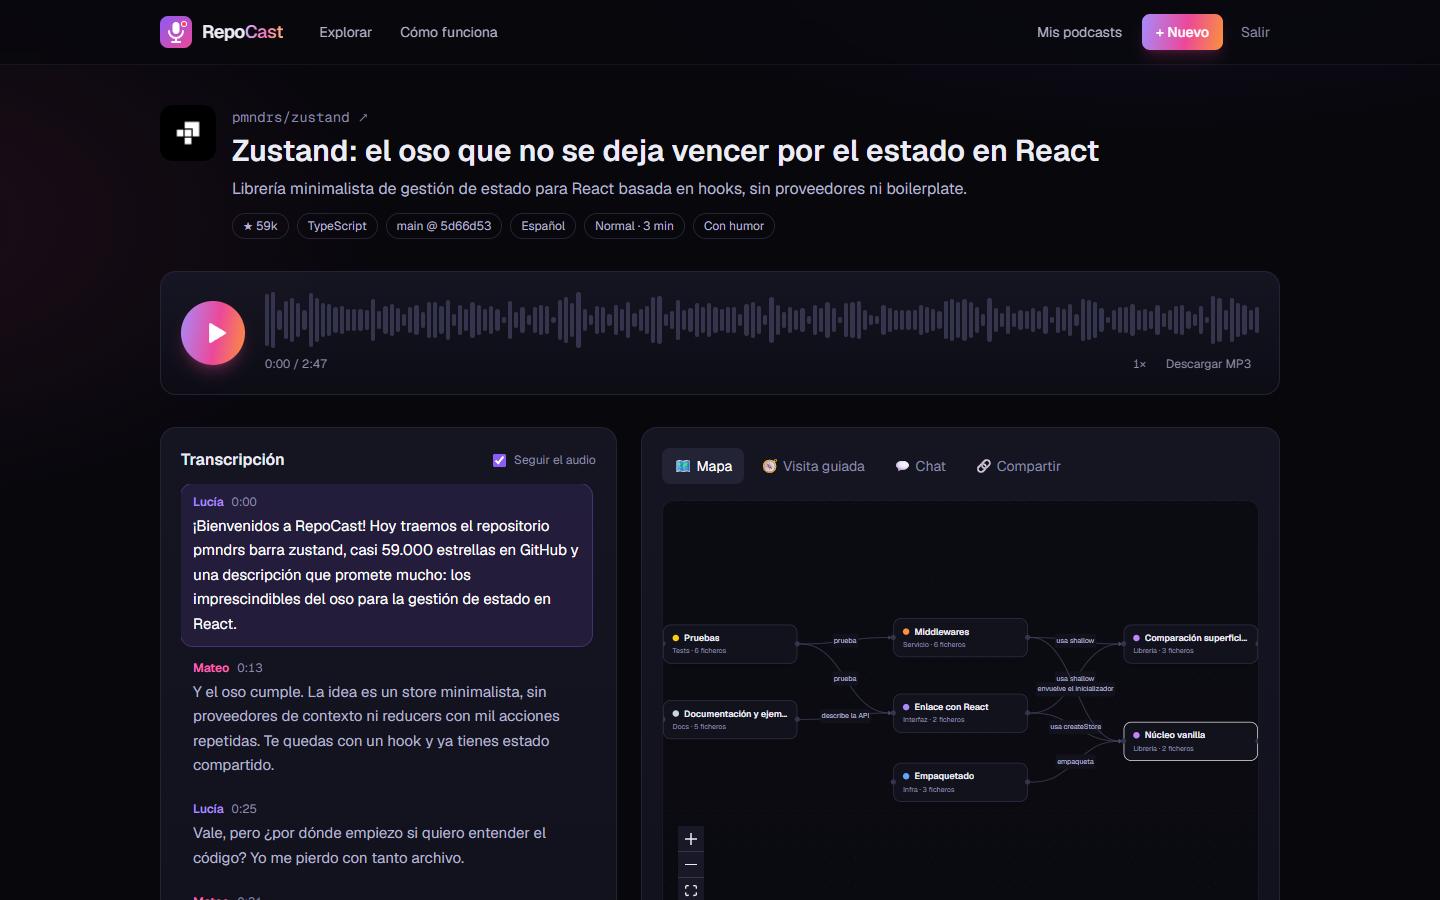 RepoCast
Explorar
Cómo funciona
Mis podcasts
+ Nuevo
Salir
pmndrs/zustand ↗
Zustand: el oso que no se deja vencer por el estado en React
Librería minimalista de gestión de estado para React basada en hooks, sin proveedores ni boilerplate.
★ 59k
TypeScript
main @ 5d66d53
Español
Normal · 3 min
Con humor
0:00 / 2:47
1×
Descargar MP3
Transcripción
Seguir el audio
Lucía 0:00
¡Bienvenidos a RepoCast! Hoy traemos el repositorio
pmndrs barra zustand, casi 59.000 estrellas en GitHub y
una descripción que promete mucho: los
imprescindibles del oso para la gestión de estado en
React.
Mateo 0:13
Y el oso cumple. La idea es un store minimalista, sin
proveedores de contexto ni reducers con mil acciones
repetidas. Te quedas con un hook y ya tienes estado
compartido.
Lucía 0:25
Vale, pero ¿por dónde empiezo si quiero entender el
código? Yo me pierdo con tanto archivo.
Mapa
Visita guiada
Chat
Compartir
Pruebas
Tests · 6 ficheros
Documentación y ejem...
Docs · 5 ficheros
prueba
prueba
describe la API
Middlewares
Servicio · 6 ficheros
Enlace con React
Interfaz · 2 ficheros
Empaquetado
Infra · 3 ficheros
usa shallow
usa shallow
envuelve el inicializador
usa createStore
empaqueta
Comparación superfici...
Librería · 3 ficheros
Núcleo vanilla
Librería · 2 ficheros